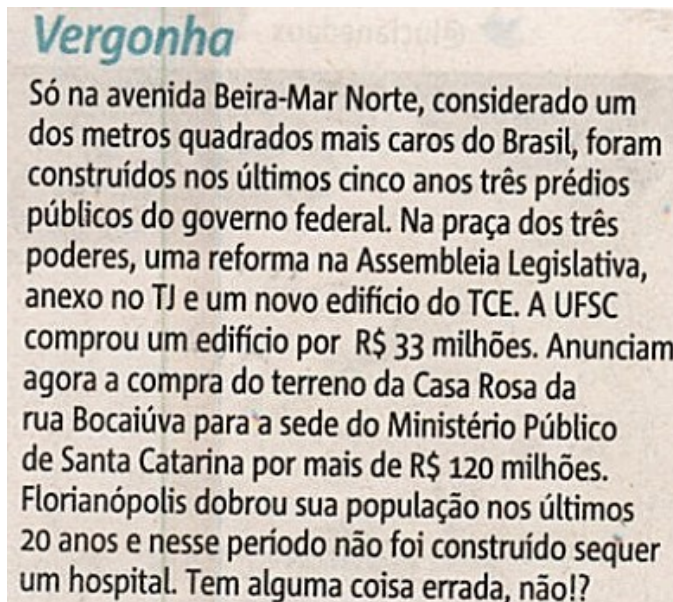 Vergonha
Só na avenida Beira-Mar Norte, considerado um
dos metros quadrados mais caros do Brasil, foram
construídos nos últimos cinco anos três prédios
públicos do governo federal. Na praça dos três
poderes, uma reforma na Assembleia Legislativa,
anexo no TJ e um novo edifício do TCE. A UFSC
comprou um edifício por R$ 33 milhões. Anunciam
agora a compra do terreno da Casa Rosa da
rua Bocaiúva para a sede do Ministério Público
de Santa Catarina por mais de R$ 120 milhões.
Florianópolis dobrou sua população nos últimos
20 anos e nesse período não foi construído sequer
um hospital. Tem alguma coisa errada, não!?